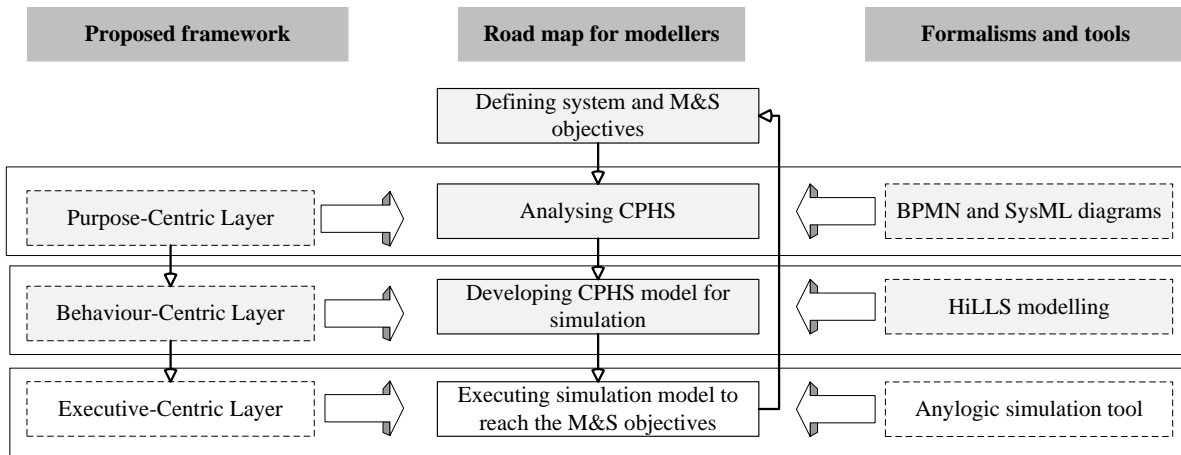 Proposed framework
Road map for modellers
Formalisms and tools
Defining system and M&S
objectives
Purpose-Centric Layer
Analysing CPHS
BPMN and SysML diagrams
Behaviour-Centric Layer
Developing CPHS model for
simulation
HiLLS modelling
Executive-Centric Layer
Executing simulation model to
reach the M&S objectives
Anylogic simulation tool